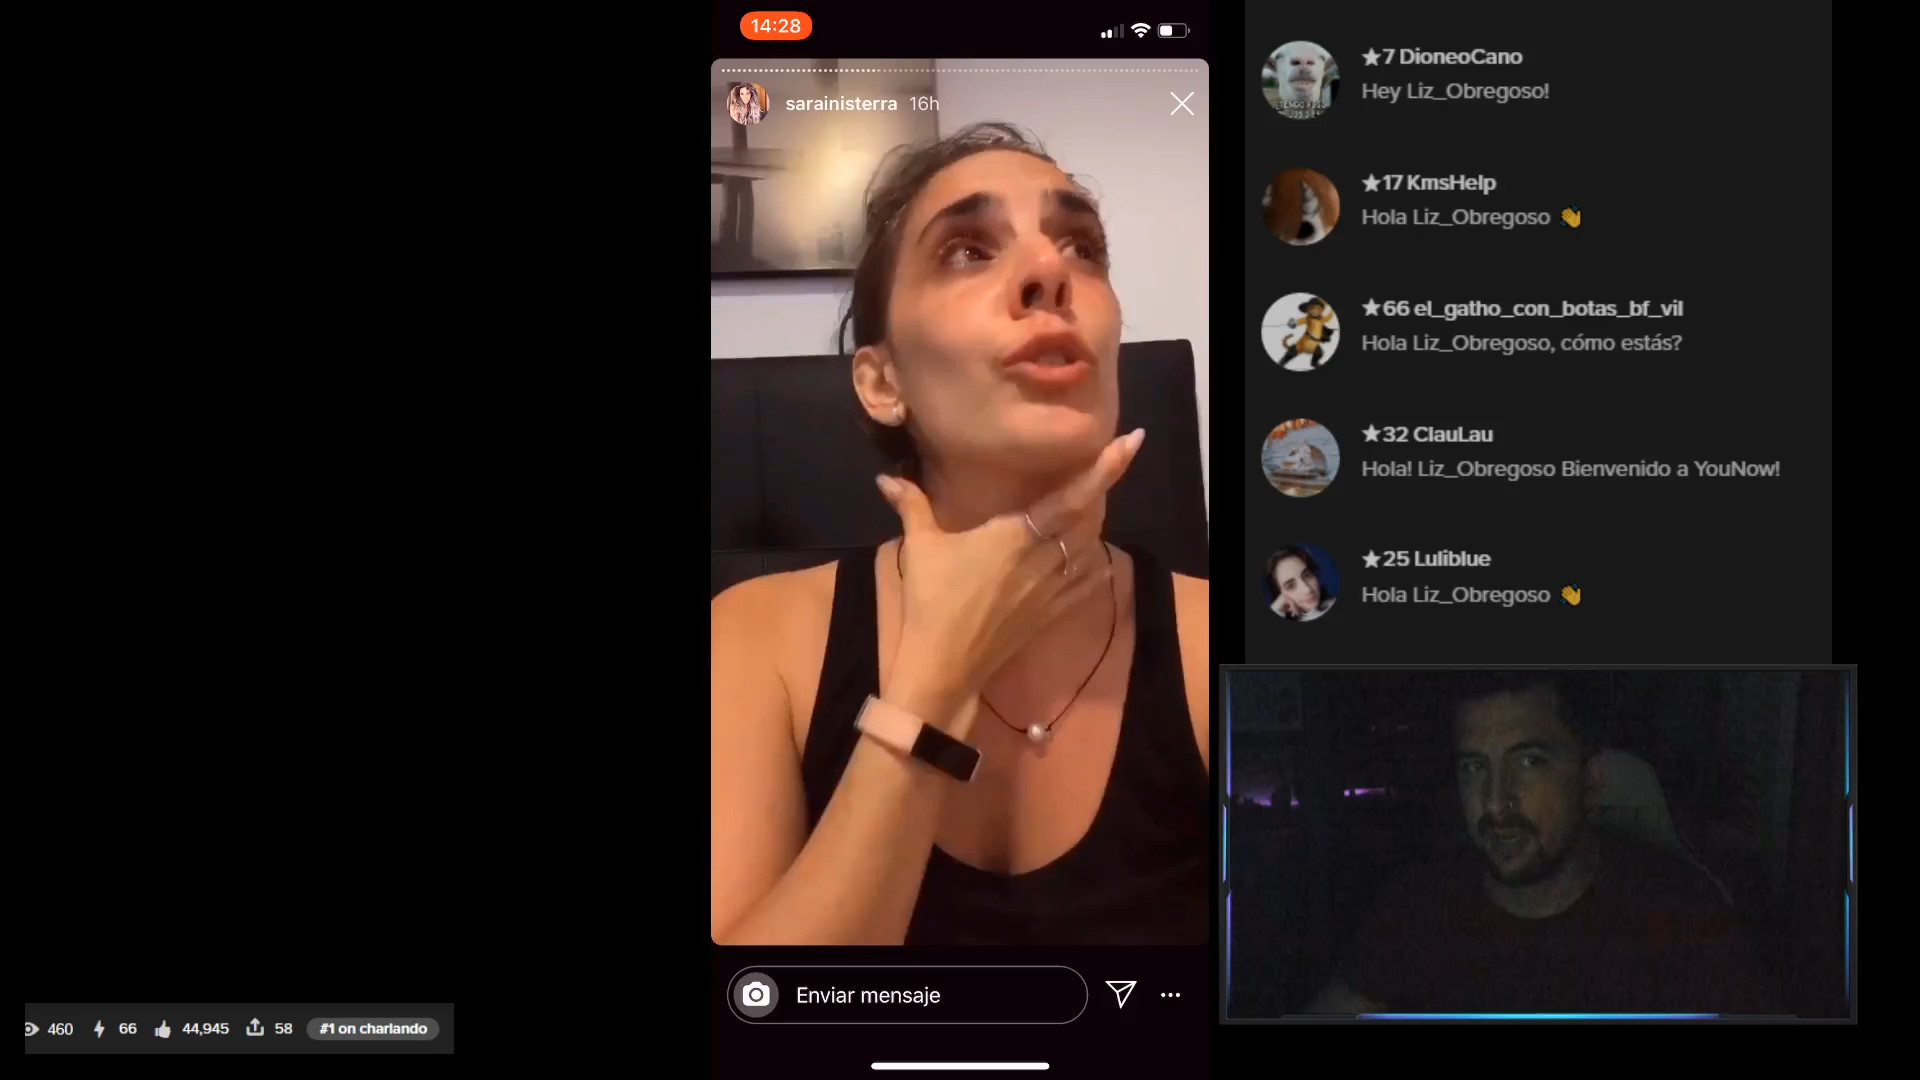 14:28
sarainisterra 16h
Enviar mensaje
★7 DioneoCano
Hey Liz_Obregoso!
★17 KmsHelp
Hola Liz_Obregoso 👋
★66 el_gatho_con_botas_bf_vil
Hola Liz_Obregoso, cómo estás?
★32 ClauLau
Hola! Liz_Obregoso Bienvenido a YouNow!
★25 Luliblue
Hola Liz_Obregoso 👋
460 66 44,945 58 #1 on charlando